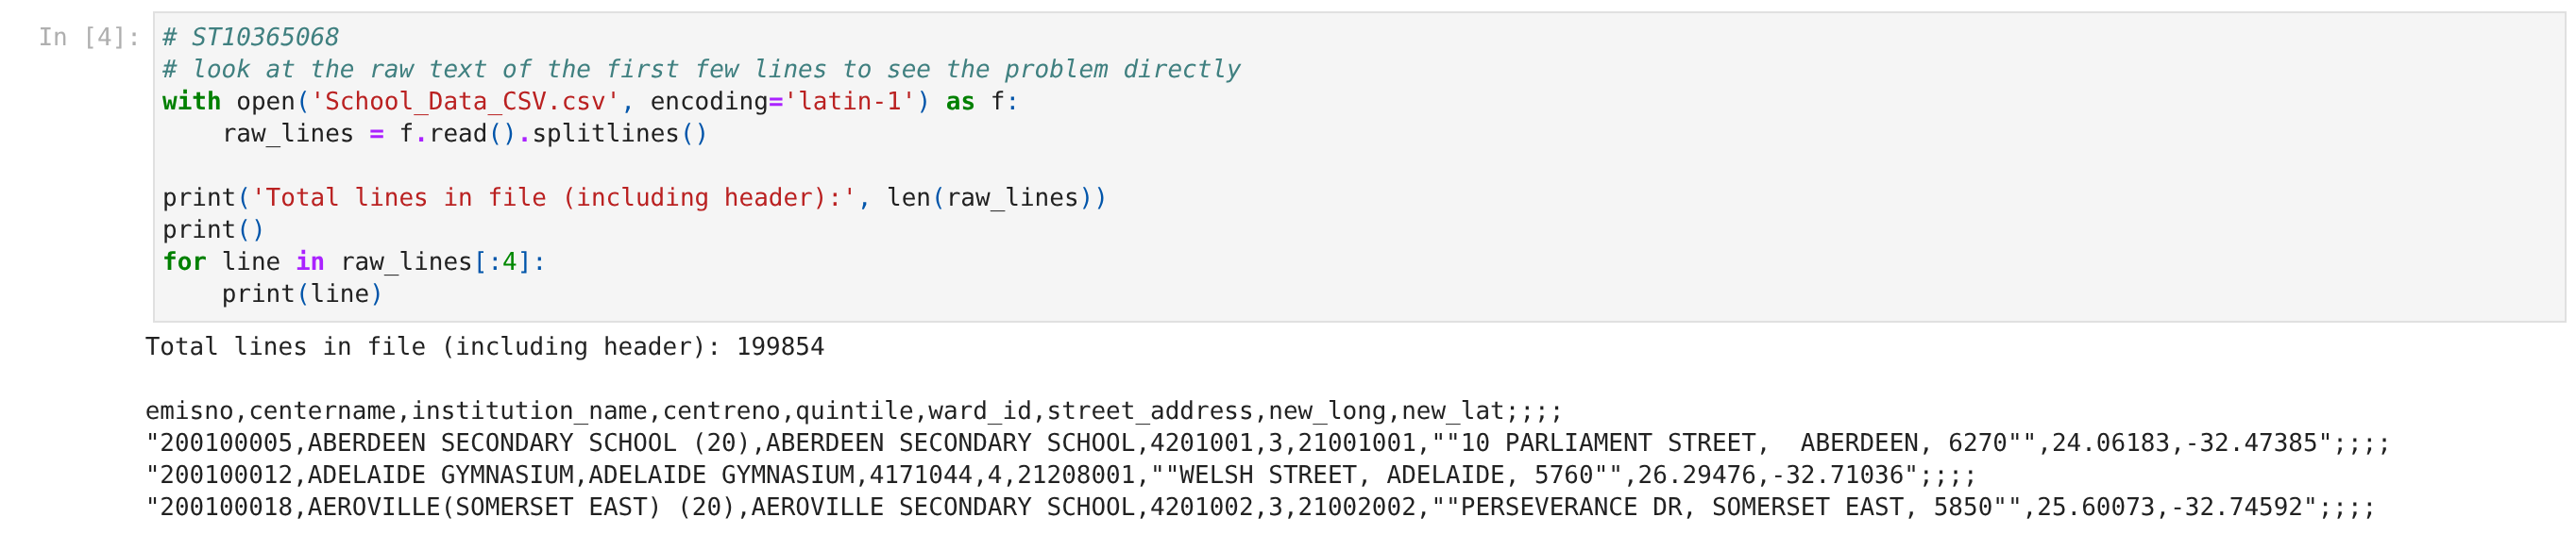 In [4]:
# ST10365068
# look at the raw text of the first few lines to see the problem directly
with open('School_Data_CSV.csv', encoding='latin-1') as f:
    raw_lines = f.read().splitlines()

print('Total lines in file (including header):', len(raw_lines))
print()
for line in raw_lines[:4]:
    print(line)
Total lines in file (including header): 199854

emisno,centername,institution_name,centreno,quintile,ward_id,street_address,new_long,new_lat;;;;
"200100005,ABERDEEN SECONDARY SCHOOL (20),ABERDEEN SECONDARY SCHOOL,4201001,3,21001001,""10 PARLIAMENT STREET,  ABERDEEN, 6270"",24.06183,-32.47385";;;;
"200100012,ADELAIDE GYMNASIUM,ADELAIDE GYMNASIUM,4171044,4,21208001,""WELSH STREET, ADELAIDE, 5760"",26.29476,-32.71036";;;;
"200100018,AEROVILLE(SOMERSET EAST) (20),AEROVILLE SECONDARY SCHOOL,4201002,3,21002002,""PERSEVERANCE DR, SOMERSET EAST, 5850"",25.60073,-32.74592";;;;